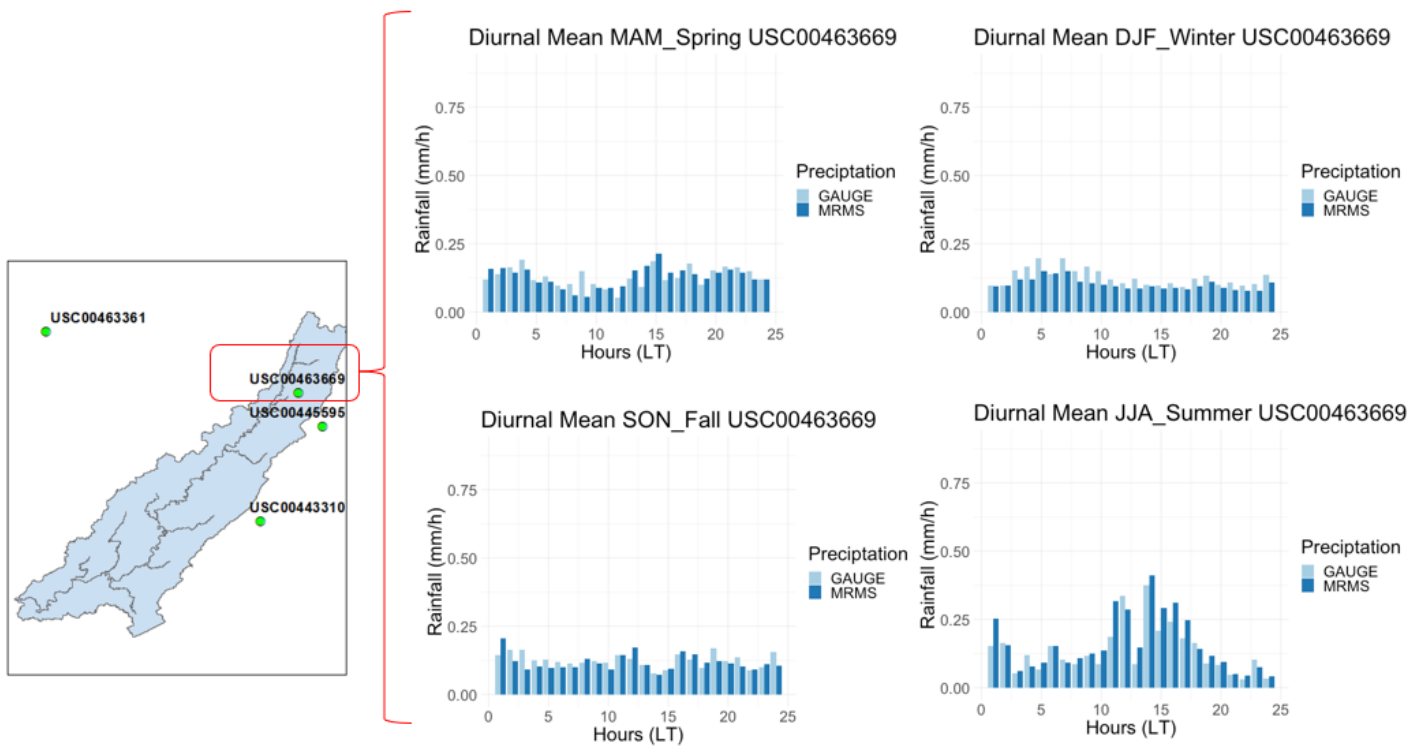 USC00463361
USC00463669
USC00445595
USC00443310
Diurnal Mean MAM_Spring USC00463669
Rainfall (mm/h)
0.75
0.50
0.25
0.00
0 5 10 15 20 25
Hours (LT)
Preciptation
GAUGE
MRMS
Diurnal Mean DJF_Winter USC00463669
Rainfall (mm/h)
0.75
0.50
0.25
0.00
0 5 10 15 20 25
Hours (LT)
Preciptation
GAUGE
MRMS
Diurnal Mean SON_Fall USC00463669
Rainfall (mm/h)
0.75
0.50
0.25
0.00
0 5 10 15 20 25
Hours (LT)
Preciptation
GAUGE
MRMS
Diurnal Mean JJA_Summer USC00463669
Rainfall (mm/h)
0.75
0.50
0.25
0.00
0 5 10 15 20 25
Hours (LT)
Preciptation
GAUGE
MRMS